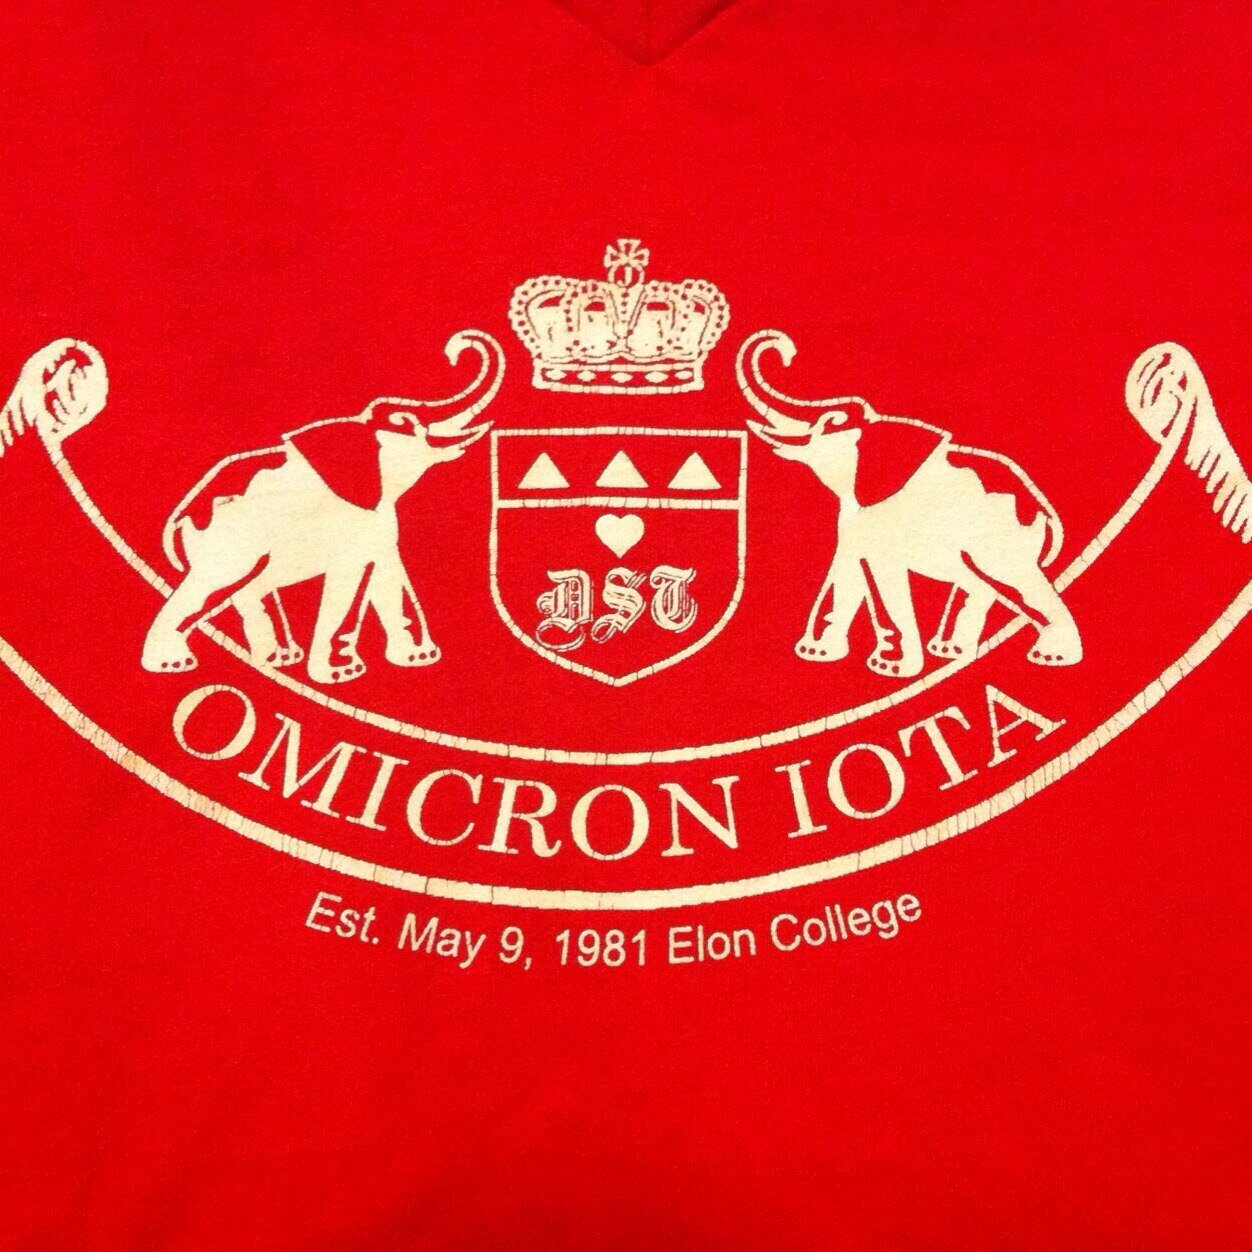 DST
OMICRON IOTA
Est. May 9, 1981 Elon College